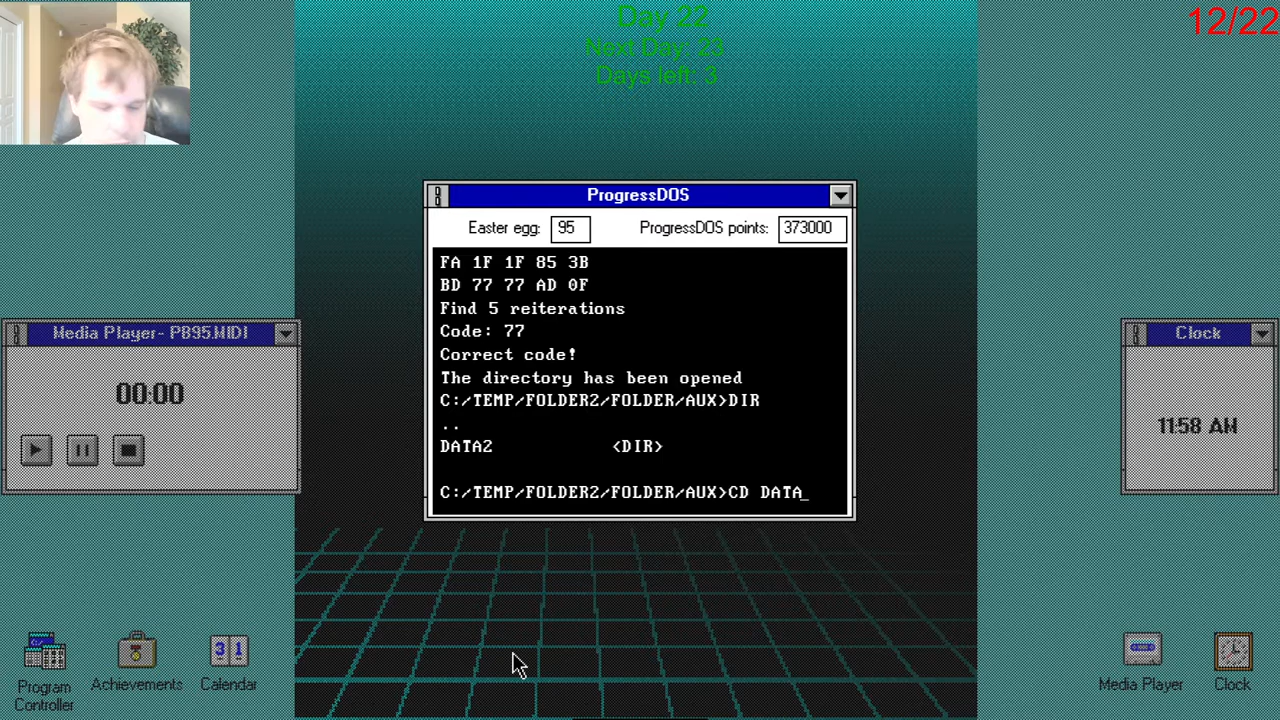 Day 22
Next Day: 23
Days left: 3
12/22
ProgressDOS
Easter egg: 95
ProgressDOS points: 373000
FA 1F 1F 85 3B
BD 77 77 AD 0F
Find 5 reiterations
Code: 77
Correct code!
The directory has been opened
C:/TEMP/FOLDER2/FOLDER/AUX>DIR
..
DATA2 <DIR>
C:/TEMP/FOLDER2/FOLDER/AUX>CD DATA_
Media Player- PB95.MIDI
00:00
Clock
11:58 AM
Program
Controller
Achievements
31
Calendar
Media Player
Clock